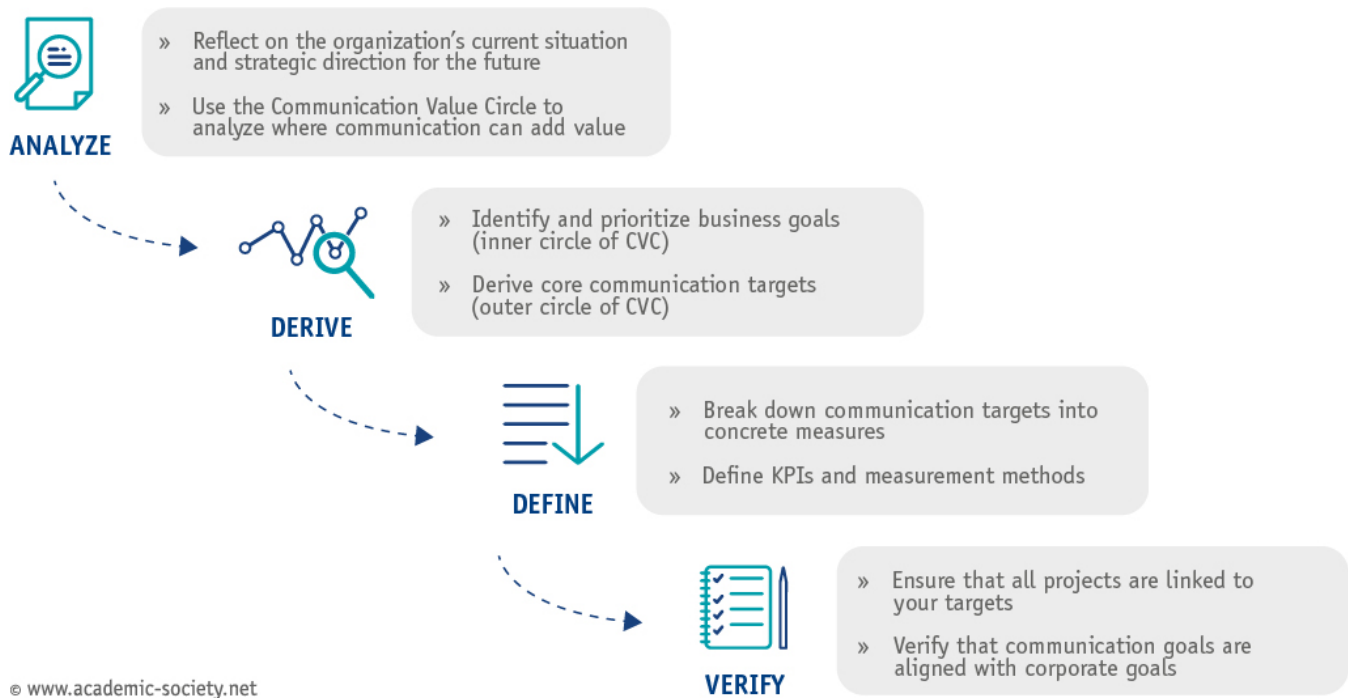 » Reflect on the organization's current situation
and strategic direction for the future
» Use the Communication Value Circle to
analyze where communication can add value
ANALYZE
» Identify and prioritize business goals
(inner circle of CVC)
» Derive core communication targets
(outer circle of CVC)
DERIVE
» Break down communication targets into
concrete measures
» Define KPIs and measurement methods
DEFINE
» Ensure that all projects are linked to
your targets
» Verify that communication goals are
aligned with corporate goals
VERIFY
© www.academic-society.net